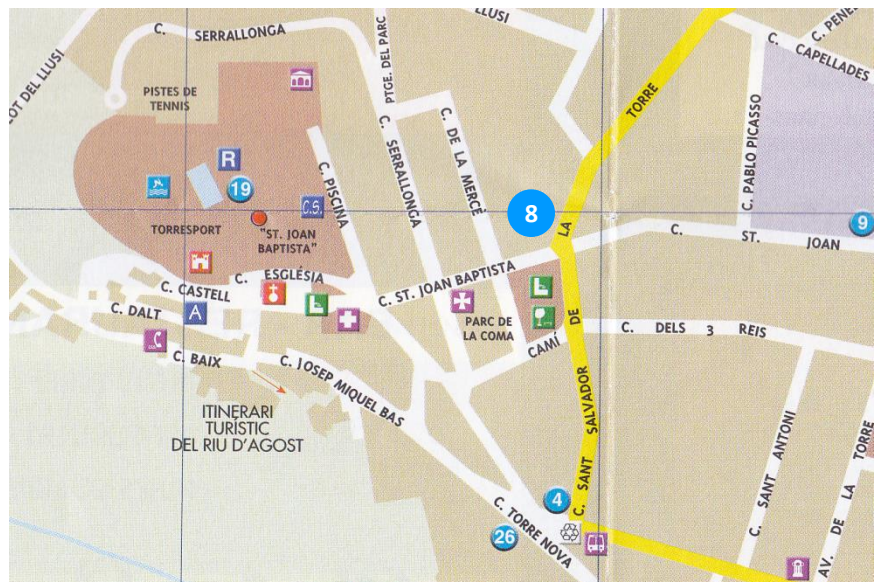 C. SERRALLONGA
PTGE. DEL PARC
LLUSI
C. PENE
C. CAPELLADES
LOT DEL LLUSI
PISTES DE
TENNIS
TORRE
C. DE LA MERCÈ
C. SERRALLONGA
C. PISCINA
C. PABLO PICASSO
R
19
C.S.
8
9
LA
TORRESPORT
"ST. JOAN
BAPTISTA"
C. ST. JOAN
C. ESGLÉSIA
C. CASTELL
C. ST. JOAN BAPTISTA
C. DALT
A
PARC DE
LA COMA
CAMÍ DE
C. DELS 3 REIS
C. BAIX
C. JOSEP MIQUEL BAS
ITINERARI
TURÍSTIC
DEL RIU D'AGOST
C. SANT SALVADOR
C. SANT ANTONI
AV. DE LA TORRE
4
C. TORRE NOVA
26